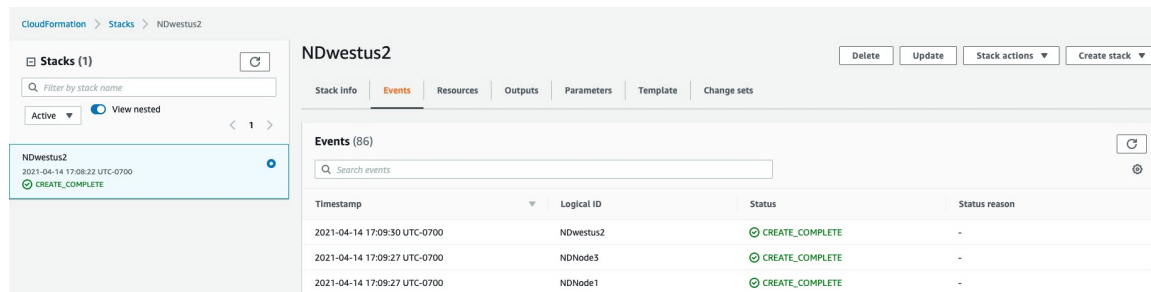 CloudFormation > Stacks > NDwestus2
Stacks (1)
Filter by stack name
Active View nested
< 1 >
NDwestus2
2021-04-14 17:08:22 UTC-0700
CREATE_COMPLETE
NDwestus2
Delete Update Stack actions Create stack
Stack info Events Resources Outputs Parameters Template Change sets
Events (86)
Search events
Timestamp Logical ID Status Status reason
2021-04-14 17:09:30 UTC-0700 NDwestus2 CREATE_COMPLETE -
2021-04-14 17:09:27 UTC-0700 NDNode3 CREATE_COMPLETE -
2021-04-14 17:09:27 UTC-0700 NDNode1 CREATE_COMPLETE -